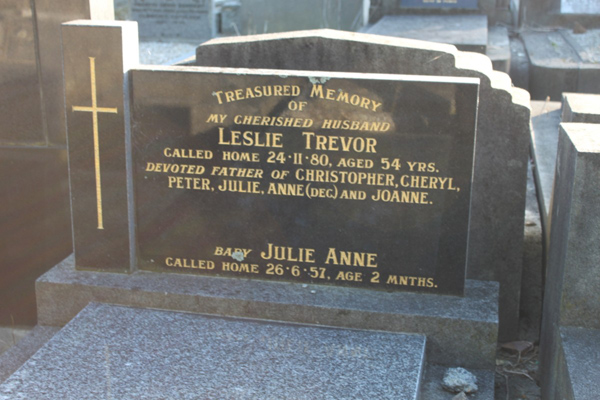 TREASURED MEMORY
OF
MY CHERISHED HUSBAND
LESLIE TREVOR
CALLED HOME 24·11·80, AGED 54 YRS.
DEVOTED FATHER OF CHRISTOPHER, CHERYL,
PETER, JULIE, ANNE (DEC) AND JOANNE.
BABY JULIE ANNE
CALLED HOME 26·6·57, AGE 2 MNTHS.